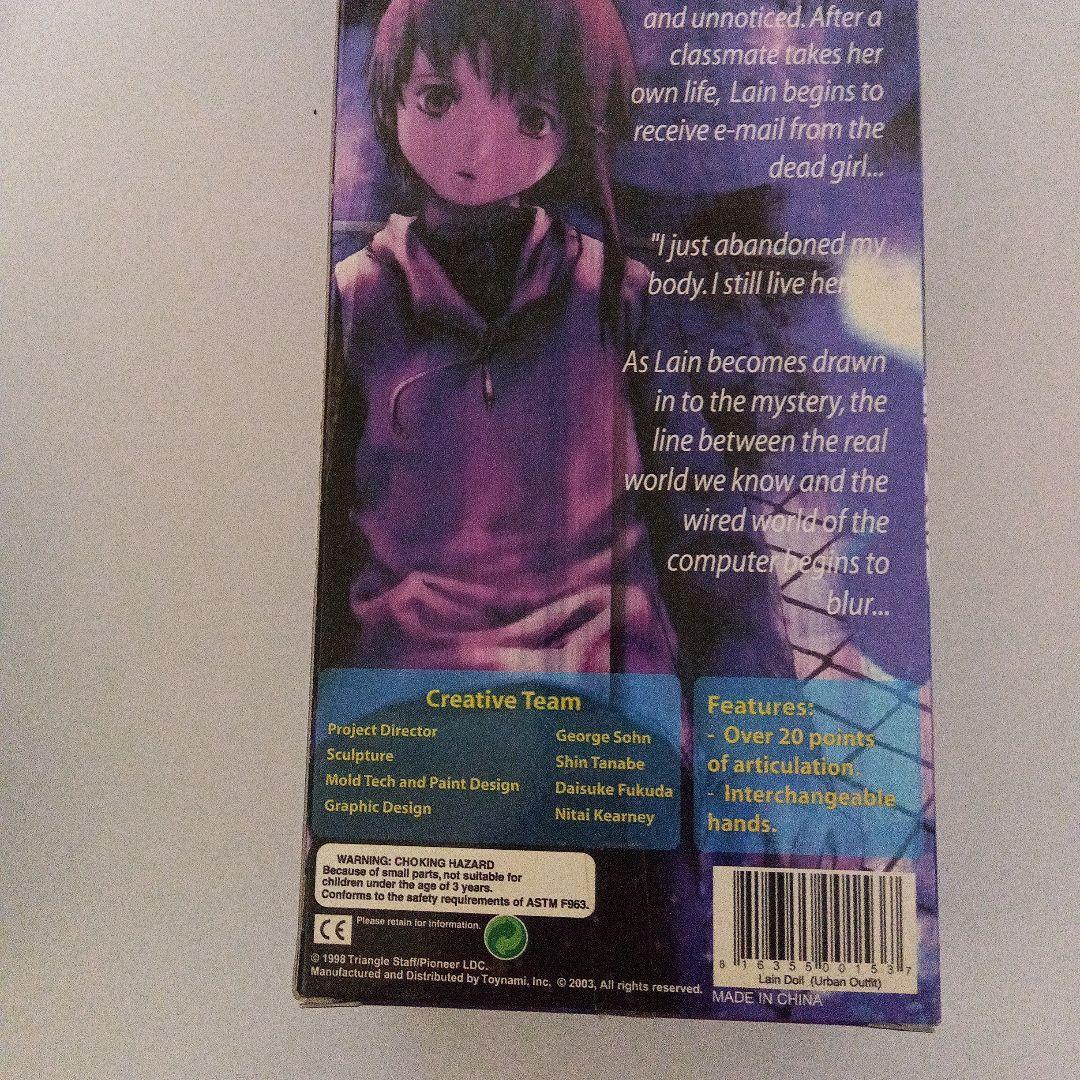 and unnoticed. After a
classmate takes her
own life, Lain begins to
receive e-mail from the
dead girl...
"I just abandoned my
body. I still live
As Lain becomes drawn
in to the mystery, the
line between the real
world we know and the
wired world of the
computer begins to
blur...
Creative Team
Project Director George Sohn
Sculpture Shin Tanabe
Mold Tech and Paint Design Daisuke Fukuda
Graphic Design Nitai Kearney
Features:
- Over 20 points
of articulation.
- Interchangeable
hands.
WARNING: CHOKING HAZARD
Because of small parts, not suitable for
children under the age of 3 years.
Conforms to the safety requirements of ASTM F963.
CE Please retain for information.
© 1998 Triangle Staff/Pioneer LDC.
Manufactured and Distributed by Toynami, Inc. © 2003, All rights reserved.
8 16355 00153 7
Lain Doll (Urban Outfit)
MADE IN CHINA